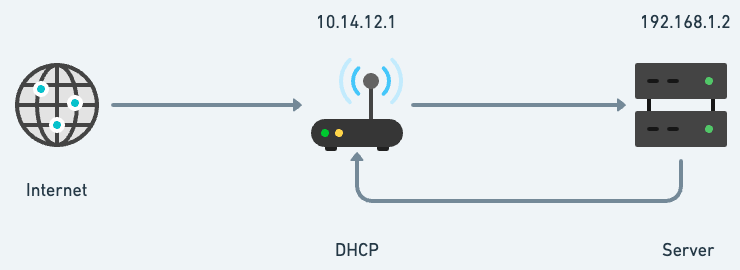 10.14.12.1
192.168.1.2
Internet
DHCP
Server